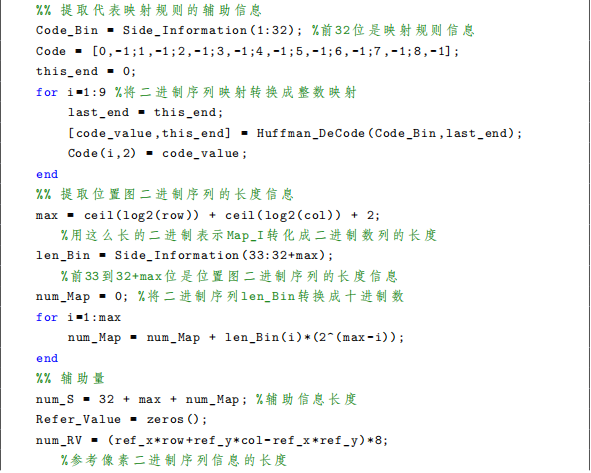 %% 提取代表映射规则的辅助信息
Code_Bin = Side_Information(1:32); %前32位是映射规则信息
Code = [0,-1;1,-1;2,-1;3,-1;4,-1;5,-1;6,-1;7,-1;8,-1];
this_end = 0;
for i=1:9 %将二进制序列映射转换成整数映射
last_end = this_end;
[code_value,this_end] = Huffman_DeCode(Code_Bin,last_end);
Code(i,2) = code_value;
end
%% 提取位置图二进制序列的长度信息
max = ceil(log2(row)) + ceil(log2(col)) + 2;
%用这么长的二进制表示Map_I转化成二进制数列的长度
len_Bin = Side_Information(33:32+max);
%前33到32+max位是位置图二进制序列的长度信息
num_Map = 0; %将二进制序列len_Bin转换成十进制数
for i=1:max
num_Map = num_Map + len_Bin(i)*(2^(max-i));
end
%% 辅助量
num_S = 32 + max + num_Map; %辅助信息长度
Refer_Value = zeros();
num_RV = (ref_x*row+ref_y*col-ref_x*ref_y)*8;
%参考像素二进制序列信息的长度